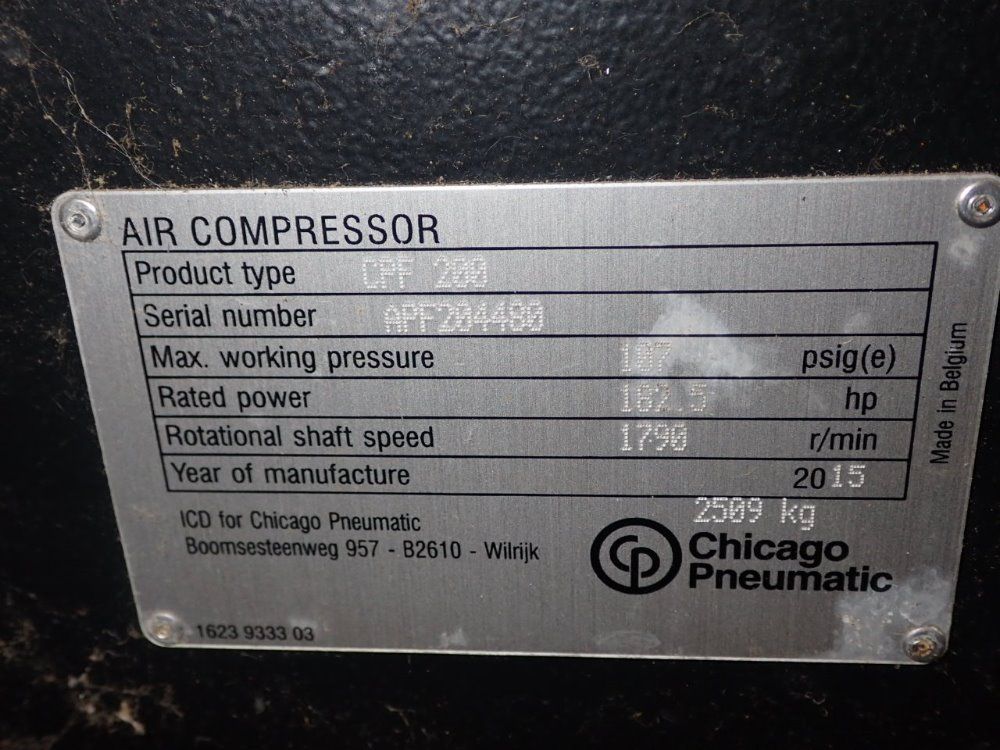 AIR COMPRESSOR
Product type CPF 200
Serial number APF204480
Max. working pressure 107 psig(e)
Rated power 162.5 hp
Rotational shaft speed 1790 r/min
Year of manufacture 2015
2509 kg
ICD for Chicago Pneumatic
Boomsesteenweg 957 - B2610 - Wilrijk
CP Chicago
Pneumatic
1623 9333 03
Made in Belgium